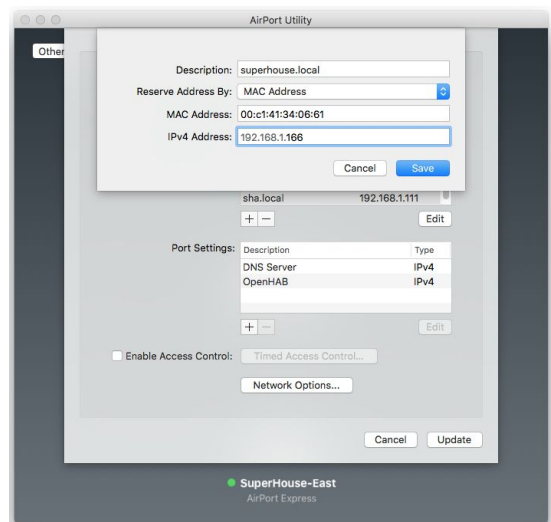 AirPort Utility
Other
Description: superhouse.local
Reserve Address By: MAC Address
MAC Address: 00:c1:41:34:06:61
IPv4 Address: 192.168.1.166
Cancel Save
sha.local 192.168.1.111
+ − Edit
Port Settings: Description Type
DNS Server IPv4
OpenHAB IPv4
+ − Edit
Enable Access Control: Timed Access Control...
Network Options...
Cancel Update
SuperHouse-East
AirPort Express